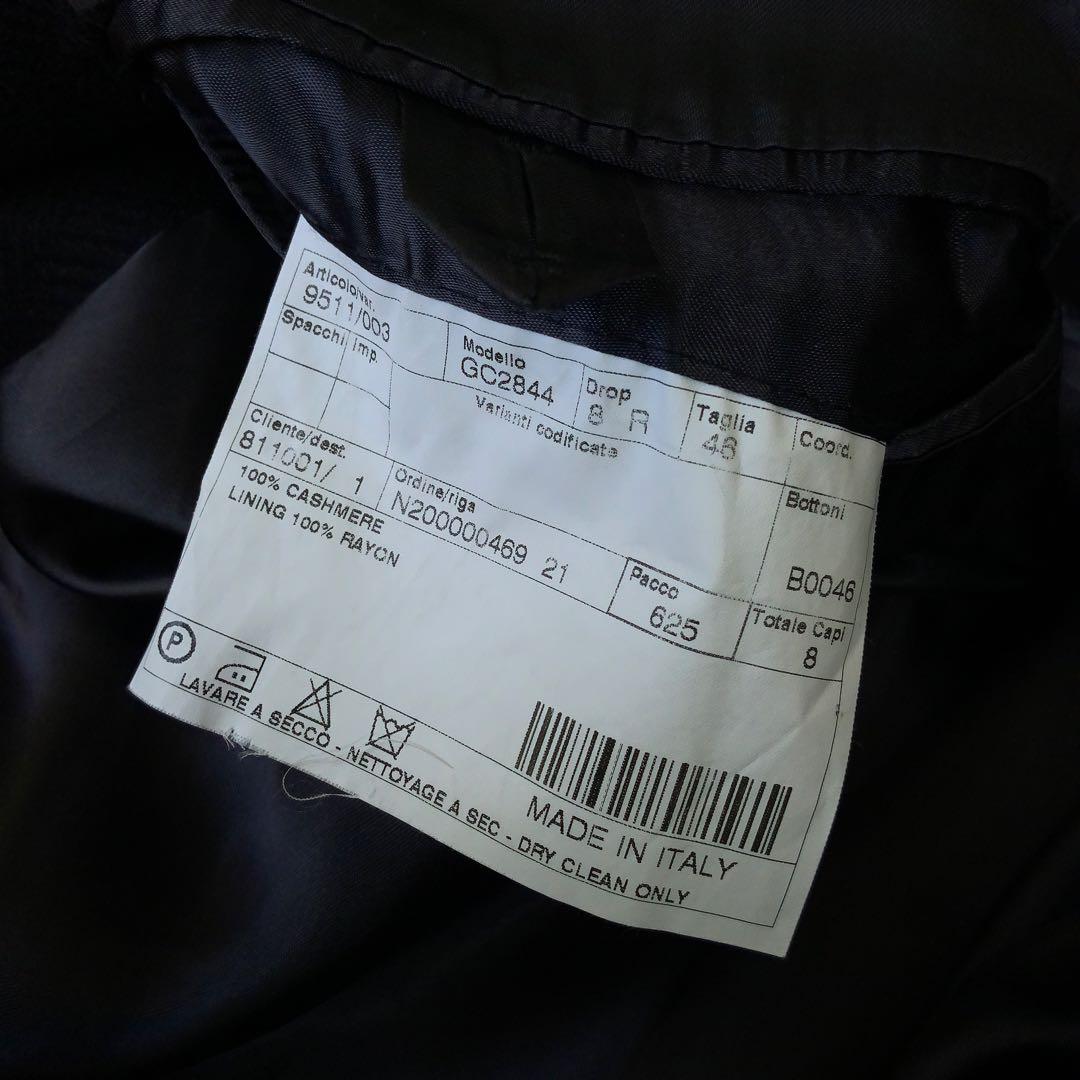 Articolo/var.
9511/003
Modello
GC2844
Drop
8 R
Taglia
48
Coord.
Spacchi
Imp.
Varianti codificate
Bottoni
B0046
Cliente/dest.
811001/ 1
Ordine/riga
N200000469 21
Pacco
625
Totale Capi
8
100% CASHMERE
LINING 100% RAYON
P
LAVARE A SECCO - NETTOYAGE A SEC - DRY CLEAN ONLY
MADE IN ITALY